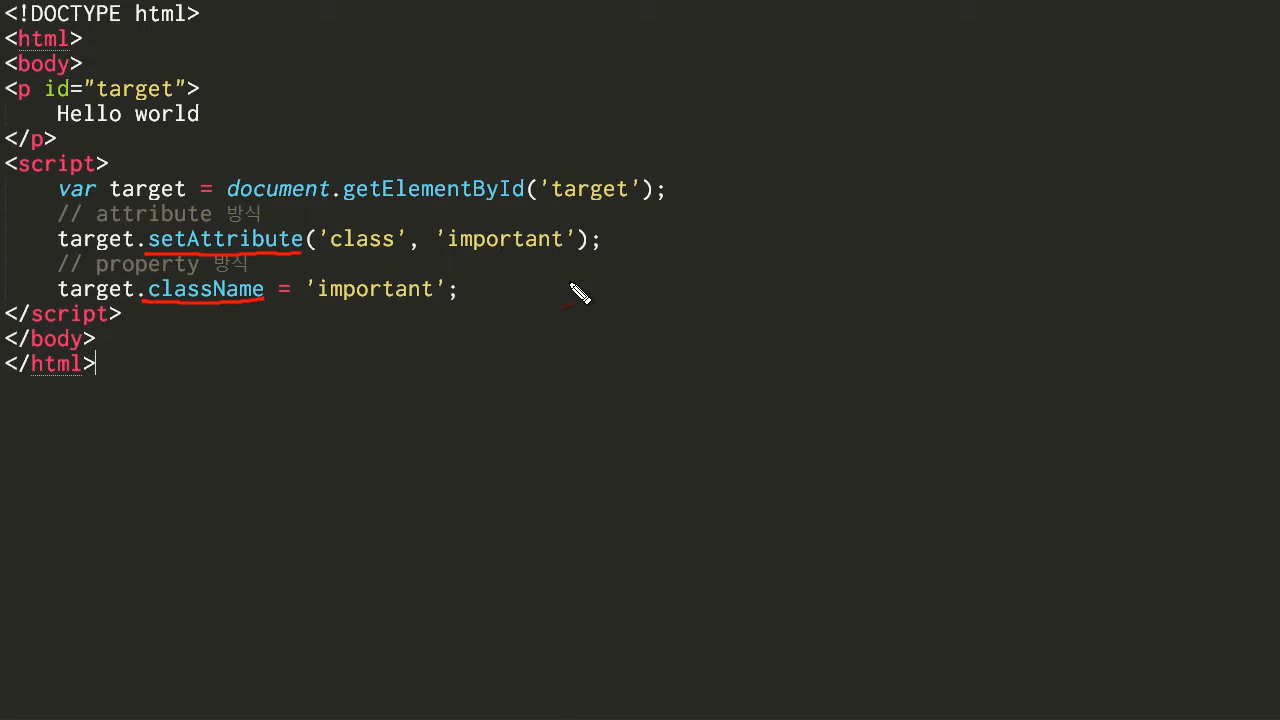 <!DOCTYPE html>
<html>
<body>
<p id="target">
    Hello world
</p>
<script>
    var target = document.getElementById('target');
    // attribute 방식
    target.setAttribute('class', 'important');
    // property 방식
    target.className = 'important';
</script>
</body>
</html>